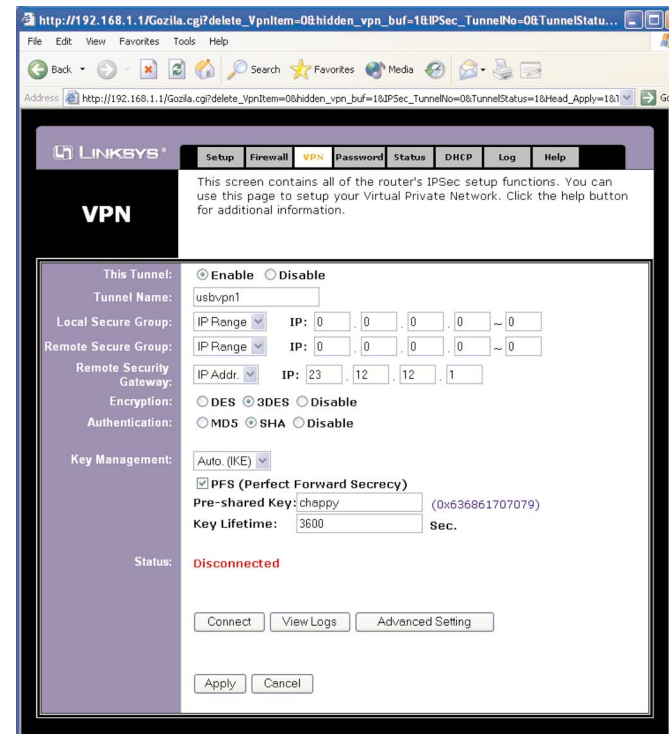 http://192.168.1.1/Gozila.cgi?delete_VpnItem=0&hidden_vpn_buf=1&IPSec_TunnelNo=0&TunnelStatu...
File Edit View Favorites Tools Help
Back Search Favorites Media
Address http://192.168.1.1/Gozila.cgi?delete_VpnItem=0&hidden_vpn_buf=1&IPSec_TunnelNo=0&TunnelStatus=1&Head_Apply=1&T Go
LINKSYS®
Setup Firewall VPN Password Status DHCP Log Help
VPN
This screen contains all of the router's IPSec setup functions. You can
use this page to setup your Virtual Private Network. Click the help button
for additional information.
This Tunnel: Enable Disable
Tunnel Name: usbvpn1
Local Secure Group: IP Range IP: 0 . 0 . 0 . 0 ~ 0
Remote Secure Group: IP Range IP: 0 . 0 . 0 . 0 ~ 0
Remote Security
Gateway: IP Addr. IP: 23 . 12 . 12 . 1
Encryption: DES 3DES Disable
Authentication: MD5 SHA Disable
Key Management: Auto. (IKE)
PFS (Perfect Forward Secrecy)
Pre-shared Key: chappy (0x636861707079)
Key Lifetime: 3600 Sec.
Status: Disconnected
Connect View Logs Advanced Setting
Apply Cancel